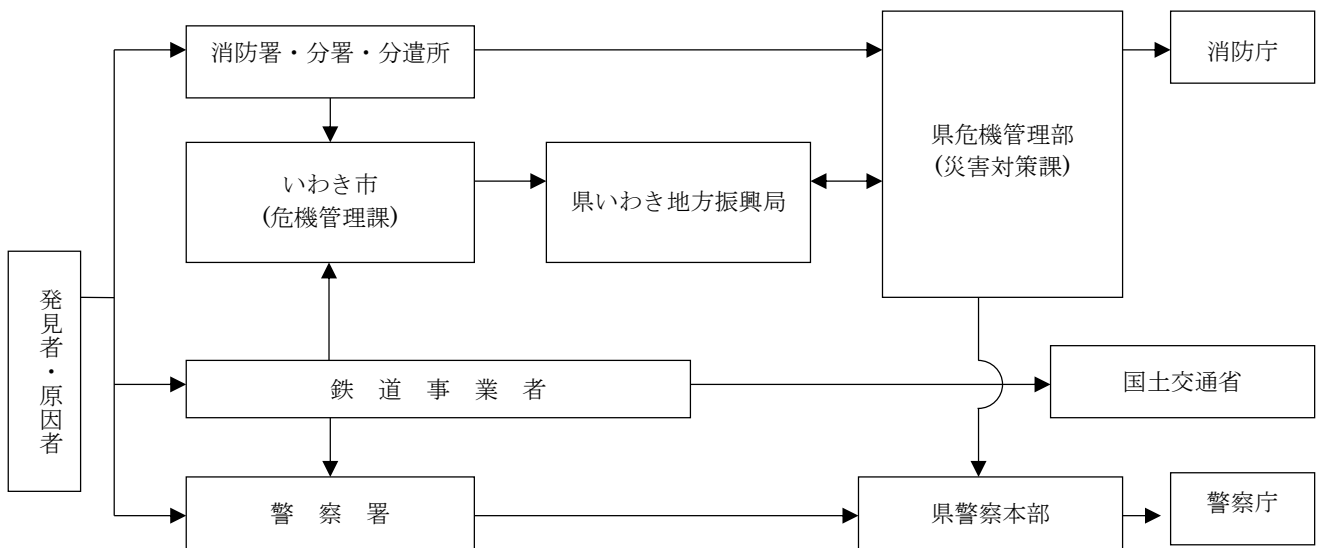 消防署・分署・分遣所
消防庁
県危機管理部
(災害対策課)
いわき市
(危機管理課)
県いわき地方振興局
発見者・原因者
鉄道事業者
国土交通省
警察署
県警察本部
警察庁